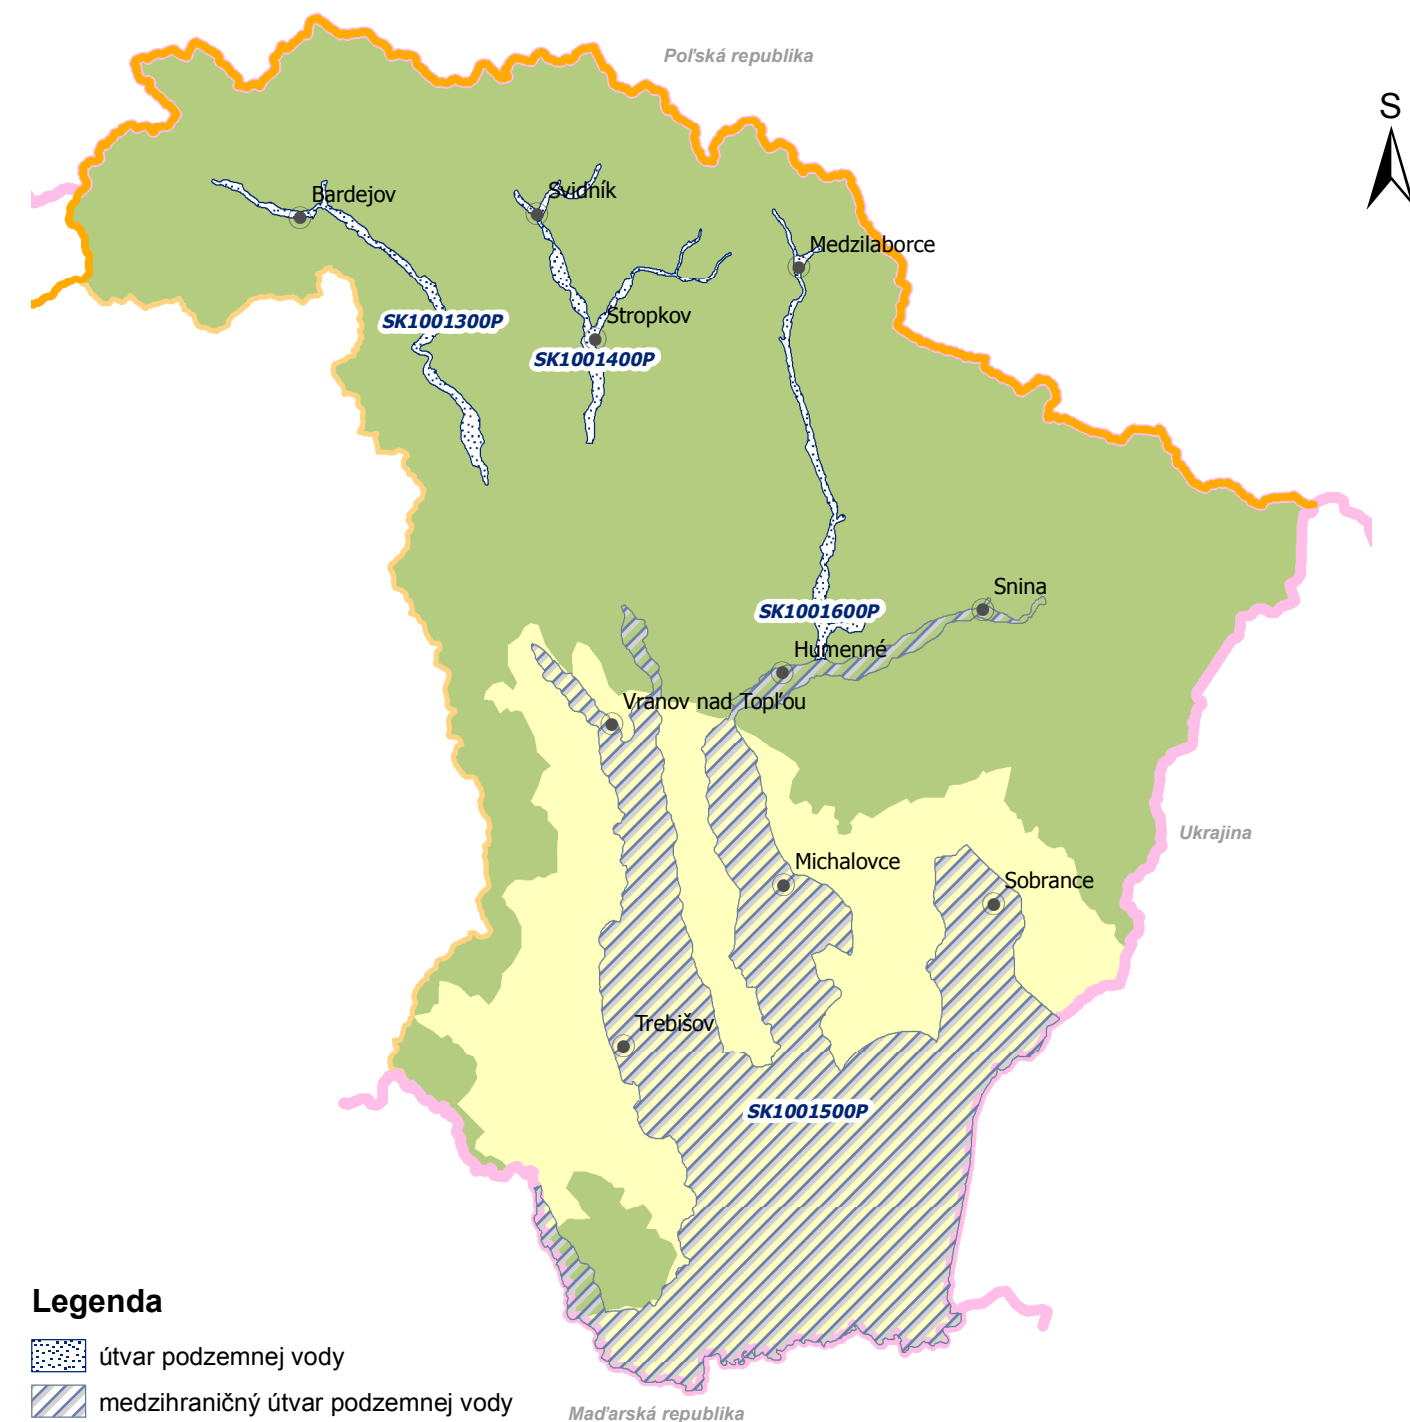 Poľská republika
S
Bardejov
Svidník
Medzilaborce
SK1001300P
Stropkov
SK1001400P
Snina
SK1001600P
Humenné
Vranov nad Topľou
Ukrajina
Michalovce
Sobrance
Trebišov
SK1001500P
Legenda
útvar podzemnej vody
medzihraničný útvar podzemnej vody
Maďarská republika